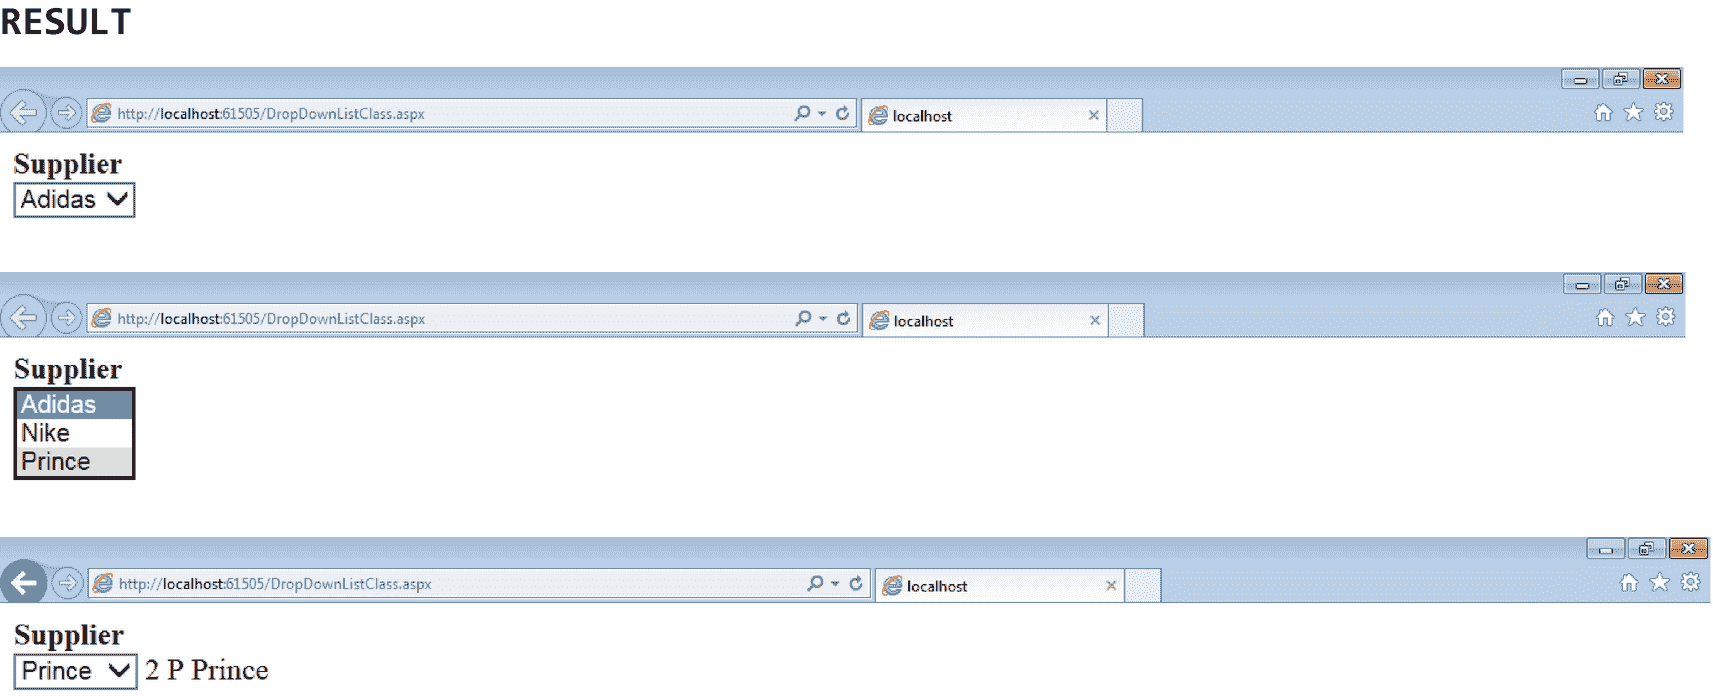 RESULT
http://localhost:61505/DropDownListClass.aspx
localhost
Supplier
Adidas
http://localhost:61505/DropDownListClass.aspx
localhost
Supplier
Adidas
Nike
Prince
http://localhost:61505/DropDownListClass.aspx
localhost
Supplier
Prince 2 P Prince